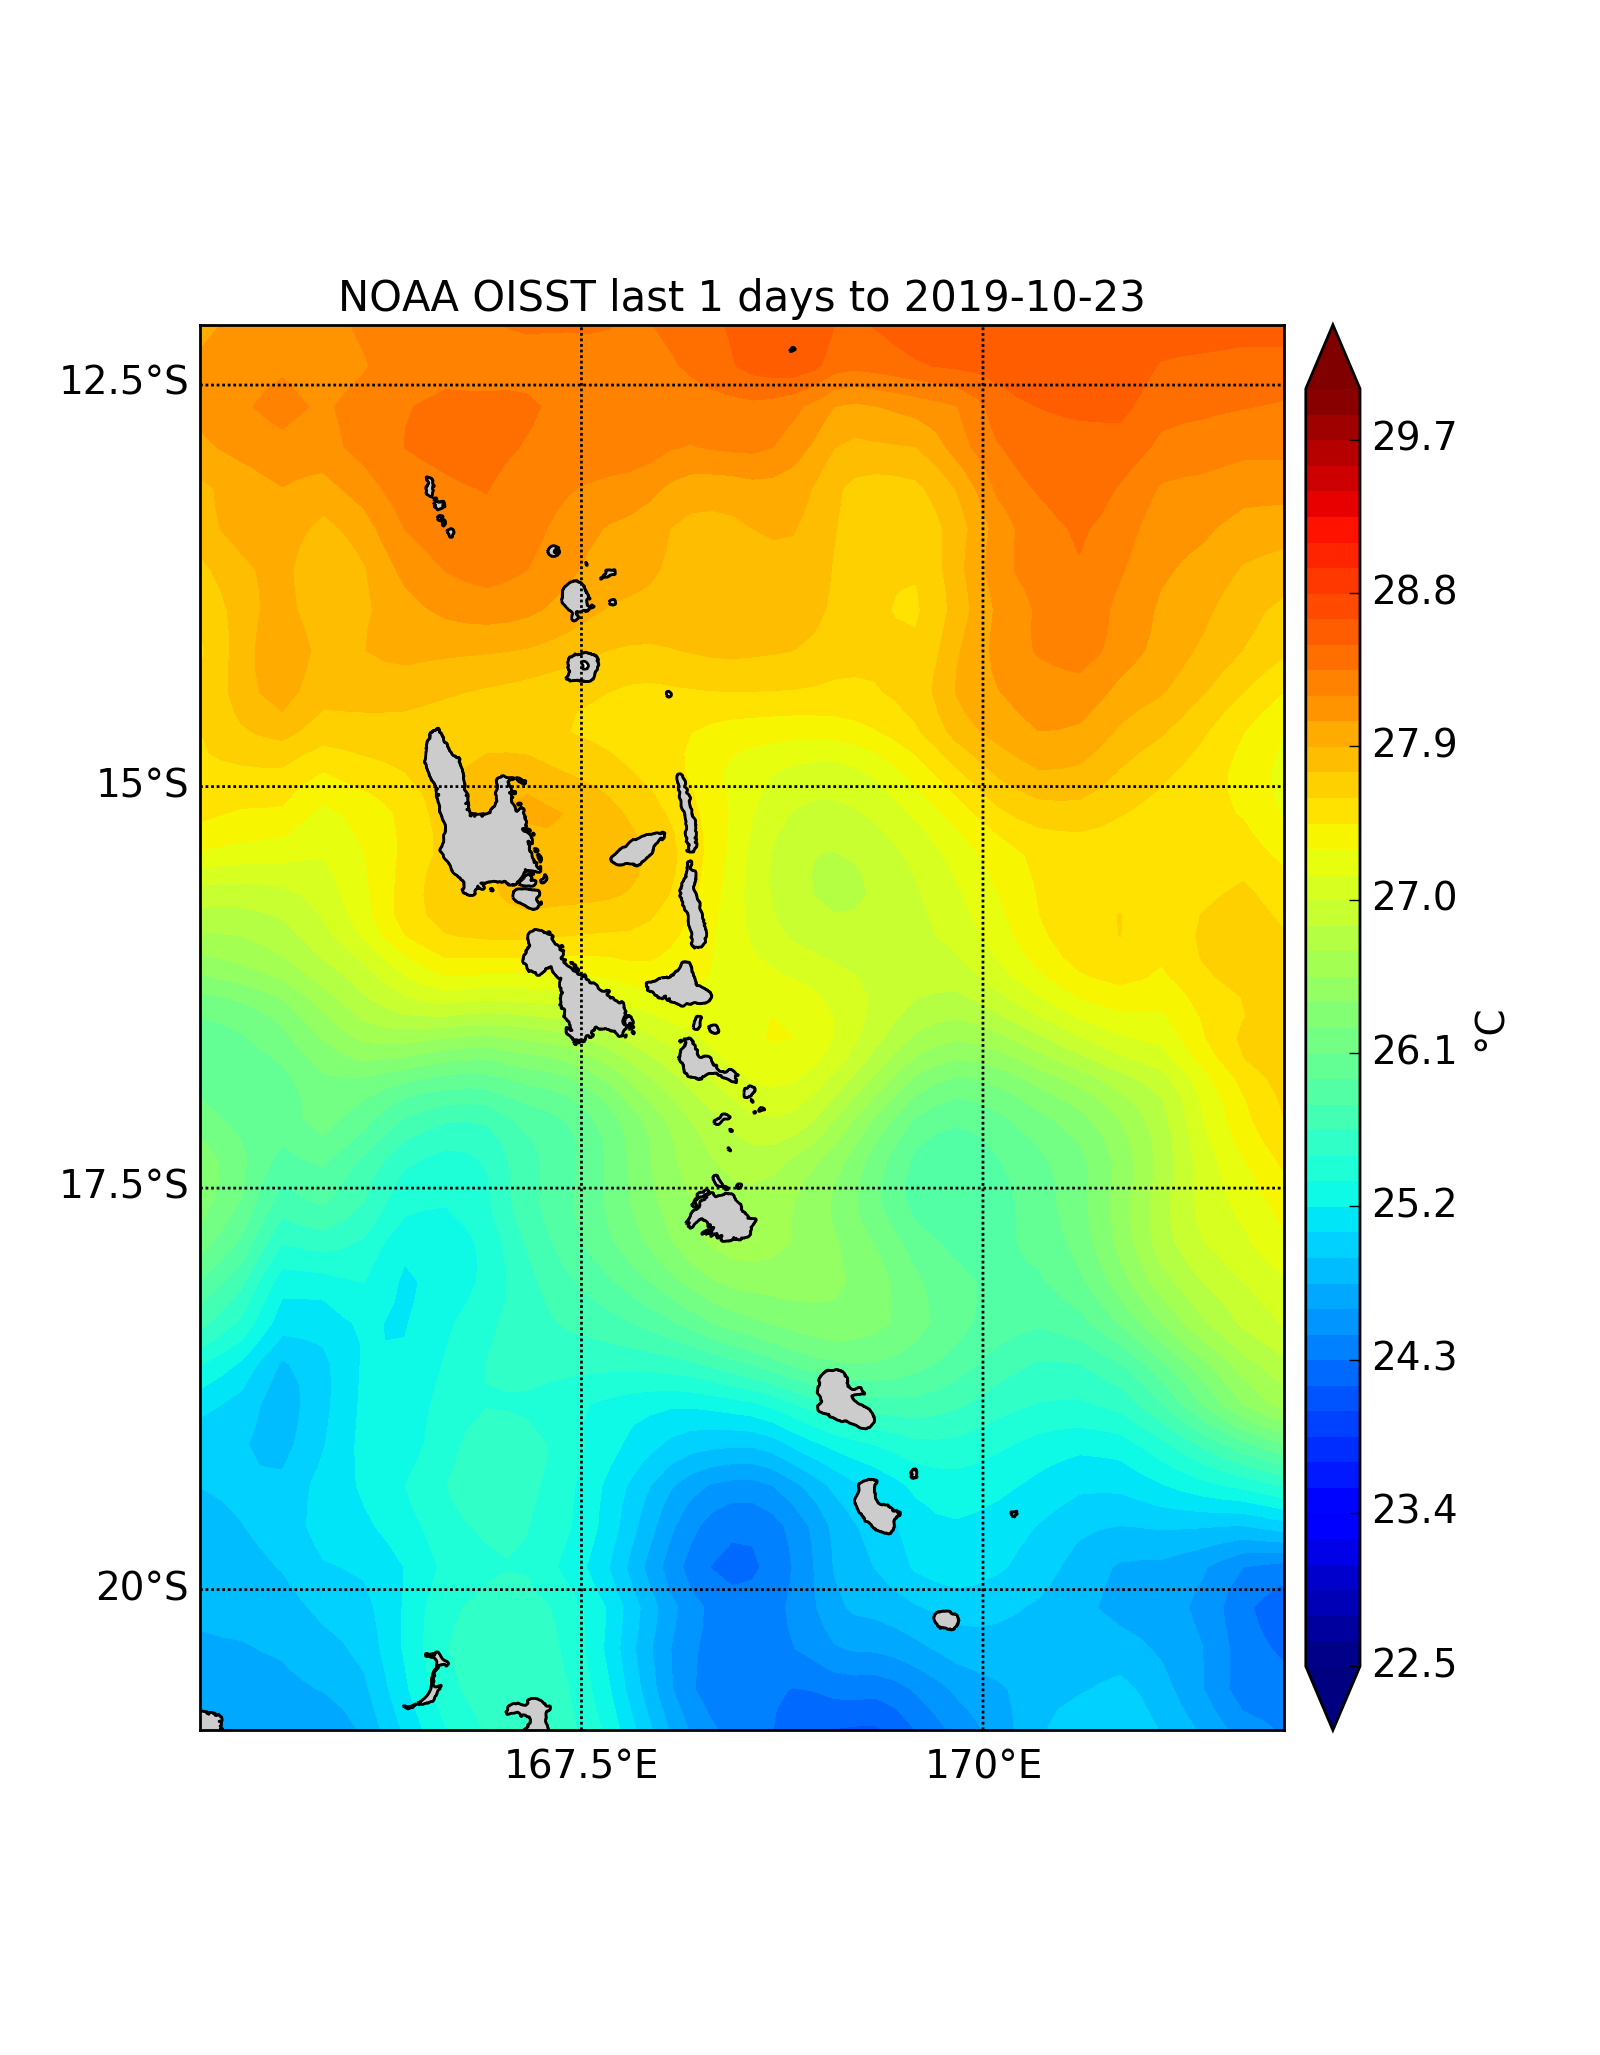 NOAA OISST last 1 days to 2019-10-23
12.5°S
15°S
17.5°S
20°S
167.5°E
170°E
29.7
28.8
27.9
27.0
26.1
25.2
24.3
23.4
22.5
°C